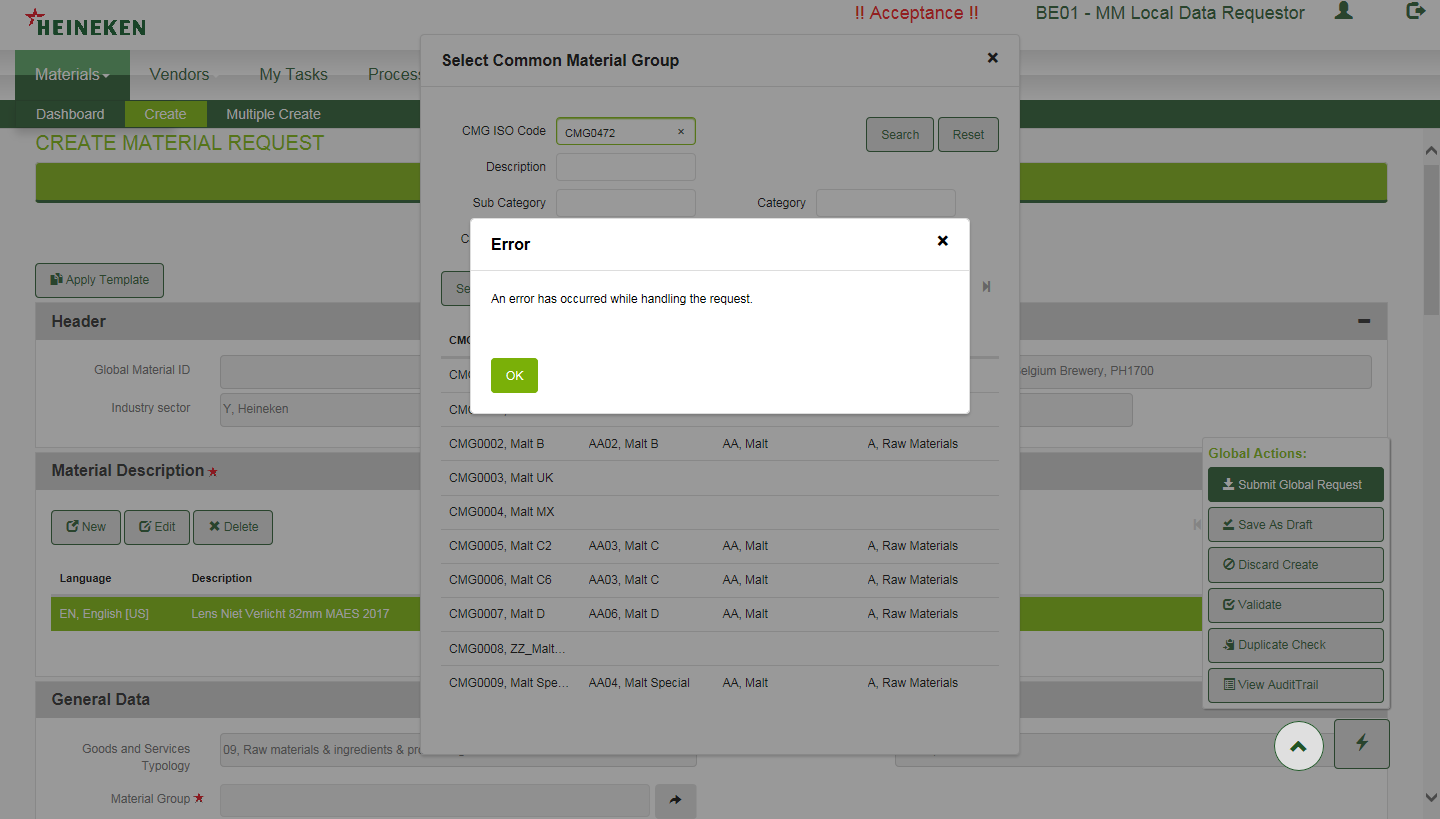 HEINEKEN
!! Acceptance !!
BE01 - MM Local Data Requestor
Materials
Vendors
My Tasks
Process
Dashboard
Create
Multiple Create
CREATE MATERIAL REQUEST
Select Common Material Group
CMG ISO Code
CMG0472
Search
Reset
Description
Sub Category
Category
C
Error
An error has occurred while handling the request.
OK
Se
Apply Template
Header
Global Material ID
elgium Brewery, PH1700
Industry sector
Y, Heineken
CMG
CMG
CMG
CMG0002, Malt B
AA02, Malt B
AA, Malt
A, Raw Materials
CMG0003, Malt UK
CMG0004, Malt MX
CMG0005, Malt C2
AA03, Malt C
AA, Malt
A, Raw Materials
CMG0006, Malt C6
AA03, Malt C
AA, Malt
A, Raw Materials
CMG0007, Malt D
AA06, Malt D
AA, Malt
A, Raw Materials
CMG0008, ZZ_Malt...
CMG0009, Malt Spe...
AA04, Malt Special
AA, Malt
A, Raw Materials
Material Description
New
Edit
Delete
Language
Description
EN, English [US]
Lens Niet Verlicht 82mm MAES 2017
Global Actions:
Submit Global Request
Save As Draft
Discard Create
Validate
Duplicate Check
View AuditTrail
General Data
Goods and Services
Typology
09, Raw materials & ingredients & pr
Material Group